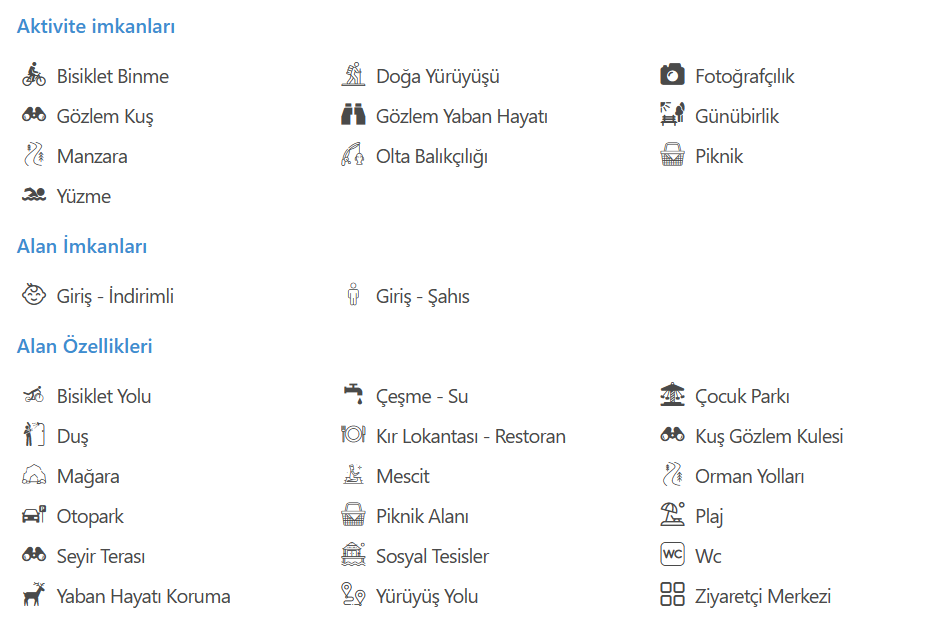 Aktivite imkanları
Bisiklet Binme Doğa Yürüyüşü Fotoğrafçılık
Gözlem Kuş Gözlem Yaban Hayatı Günübirlik
Manzara Olta Balıkçılığı Piknik
Yüzme
Alan İmkanları
Giriş - İndirimli Giriş - Şahıs
Alan Özellikleri
Bisiklet Yolu Çeşme - Su Çocuk Parkı
Duş Kır Lokantası - Restoran Kuş Gözlem Kulesi
Mağara Mescit Orman Yolları
P
Otopark Piknik Alanı Plaj
Seyir Terası Sosyal Tesisler WC Wc
Yaban Hayatı Koruma Yürüyüş Yolu Ziyaretçi Merkezi